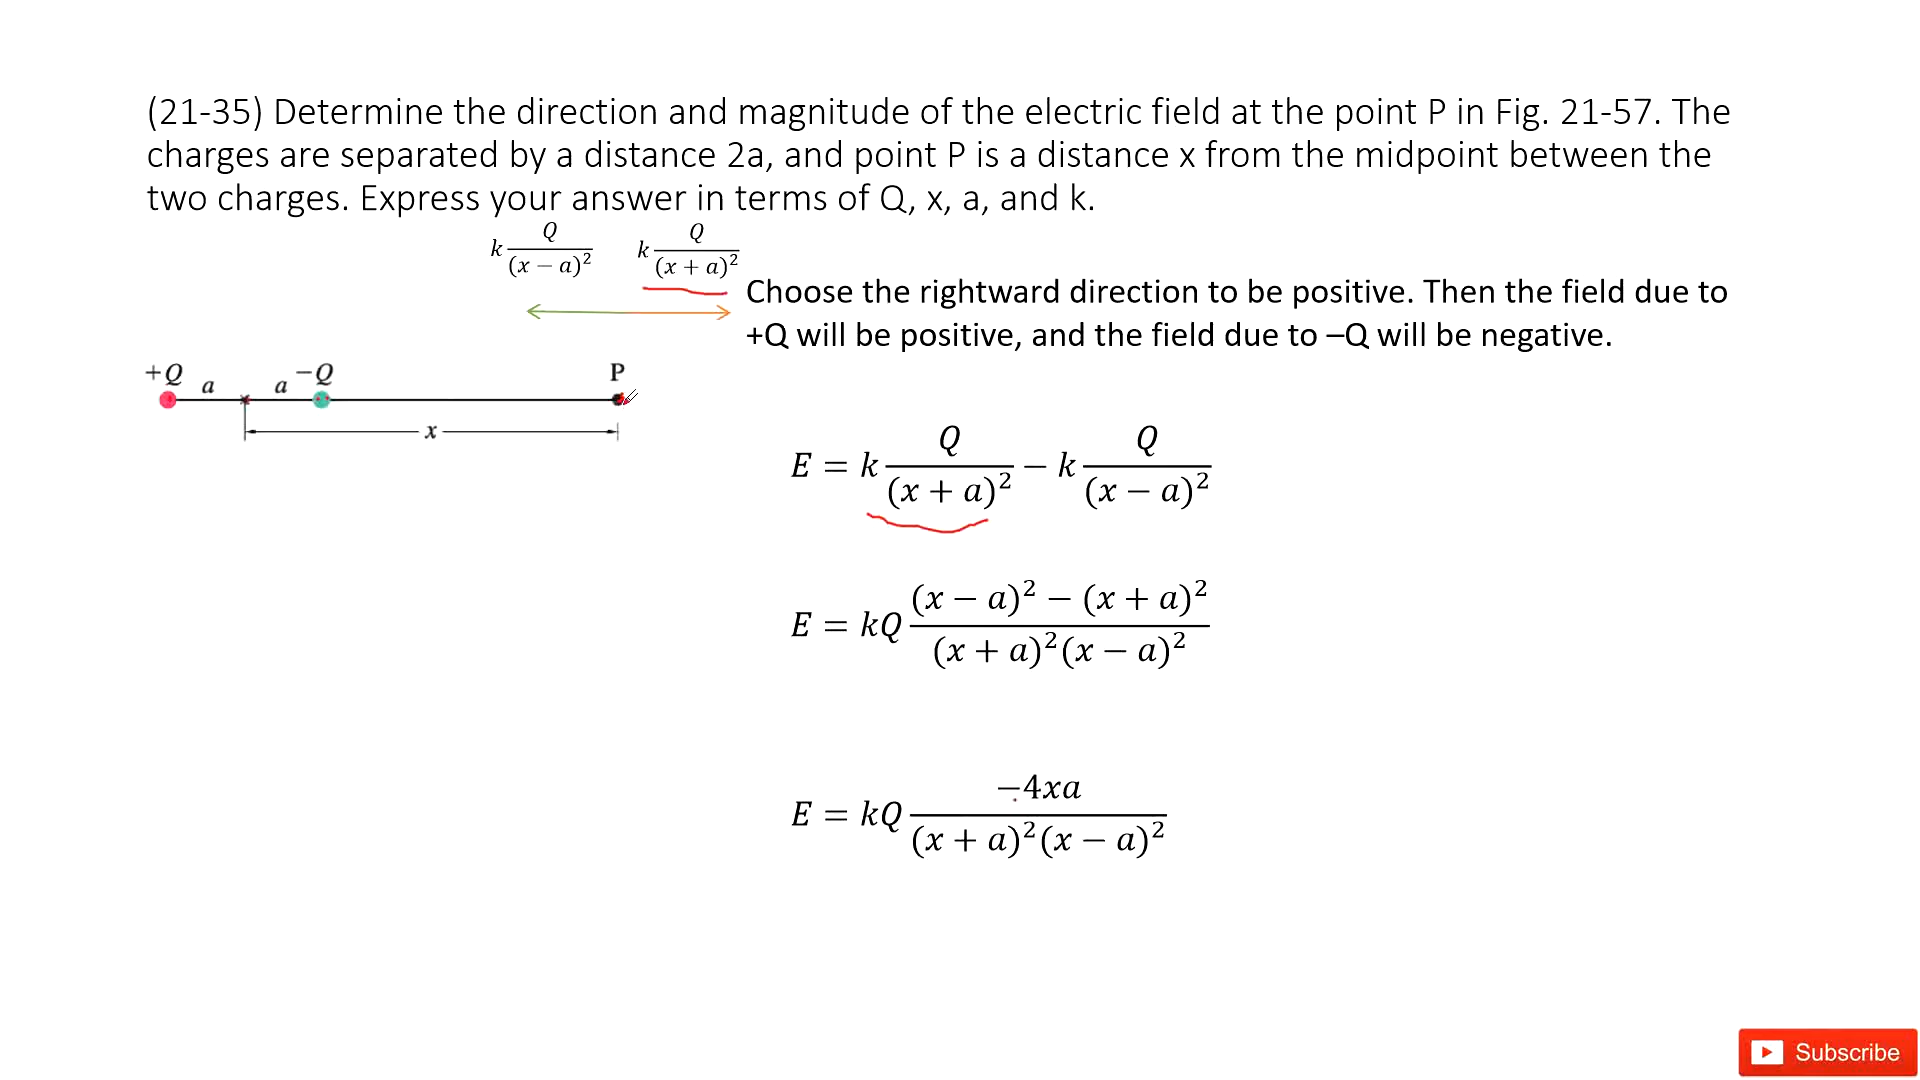 (21-35) Determine the direction and magnitude of the electric field at the point P in Fig. 21-57. The
charges are separated by a distance 2a, and point P is a distance x from the midpoint between the
two charges. Express your answer in terms of Q, x, a, and k.
k Q/(x − a)² k Q/(x + a)²
Choose the rightward direction to be positive. Then the field due to
+Q will be positive, and the field due to –Q will be negative.
+Q a a −Q P
x
E = k Q/(x + a)² − k Q/(x − a)²
E = kQ ((x − a)² − (x + a)²)/((x + a)²(x − a)²)
E = kQ (−4xa)/((x + a)²(x − a)²)
Subscribe